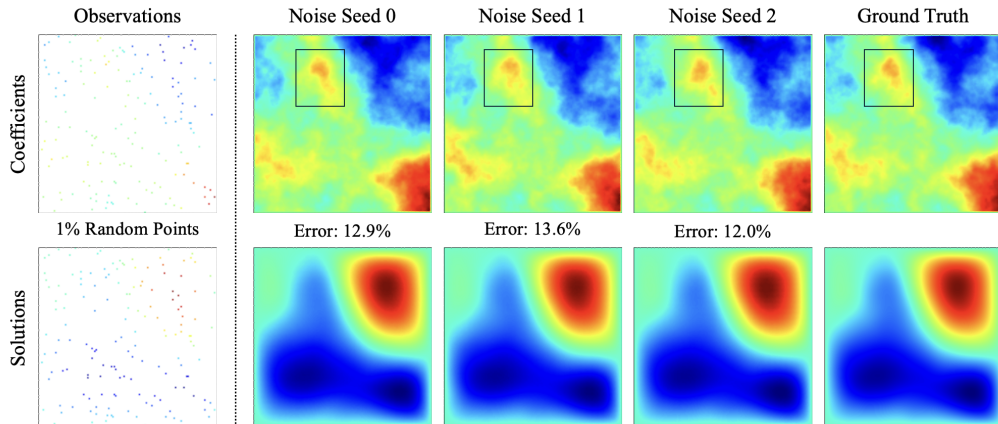 Observations
Noise Seed 0
Noise Seed 1
Noise Seed 2
Ground Truth
Coefficients
1% Random Points
Error: 12.9%
Error: 13.6%
Error: 12.0%
Solutions